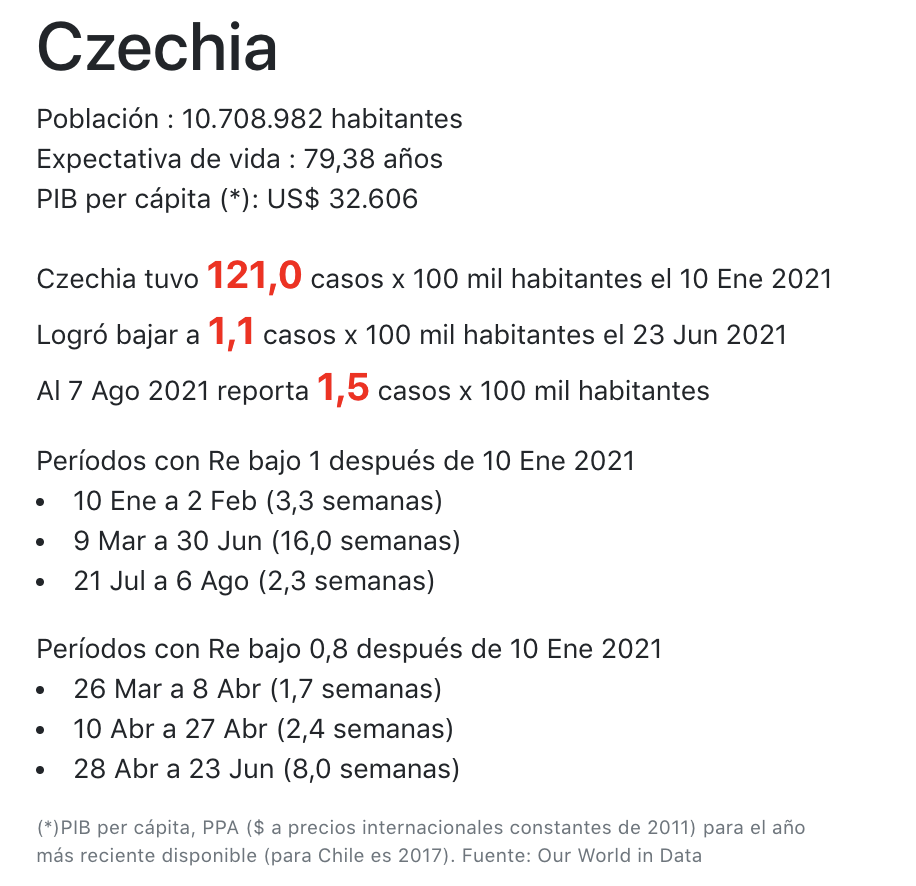 Czechia
Población : 10.708.982 habitantes
Expectativa de vida : 79,38 años
PIB per cápita (*): US$ 32.606
Czechia tuvo 121,0 casos x 100 mil habitantes el 10 Ene 2021
Logró bajar a 1,1 casos x 100 mil habitantes el 23 Jun 2021
Al 7 Ago 2021 reporta 1,5 casos x 100 mil habitantes
Períodos con Re bajo 1 después de 10 Ene 2021
• 10 Ene a 2 Feb (3,3 semanas)
• 9 Mar a 30 Jun (16,0 semanas)
• 21 Jul a 6 Ago (2,3 semanas)
Períodos con Re bajo 0,8 después de 10 Ene 2021
• 26 Mar a 8 Abr (1,7 semanas)
• 10 Abr a 27 Abr (2,4 semanas)
• 28 Abr a 23 Jun (8,0 semanas)
(*)PIB per cápita, PPA ($ a precios internacionales constantes de 2011) para el año
más reciente disponible (para Chile es 2017). Fuente: Our World in Data